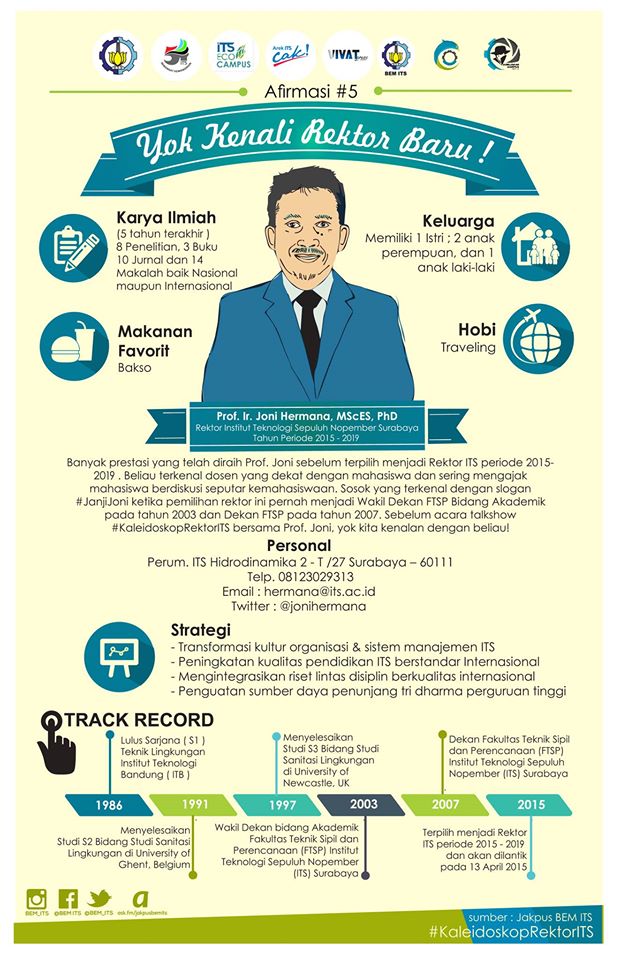 ITS
ECO
CAMPUS
Arek ITS
Cak!
VIVAT
BEM ITS
Afirmasi #5
Yok Kenali Rektor Baru !
Karya Ilmiah
(5 tahun terakhir )
8 Penelitian, 3 Buku
10 Jurnal dan 14
Makalah baik Nasional
maupun Internasional
Keluarga
Memiliki 1 Istri ; 2 anak
perempuan, dan 1
anak laki-laki
Makanan
Favorit
Bakso
Hobi
Traveling
Prof. Ir. Joni Hermana, MScES, PhD
Rektor Institut Teknologi Sepuluh Nopember Surabaya
Tahun Periode 2015 - 2019
Banyak prestasi yang telah diraih Prof. Joni sebelum terpilih menjadi Rektor ITS periode 2015-
2019 . Beliau terkenal dosen yang dekat dengan mahasiswa dan sering mengajak
mahasiswa berdiskusi seputar kemahasiswaan. Sosok yang terkenal dengan slogan
#JanjiJoni ketika pemilihan rektor ini pernah menjadi Wakil Dekan FTSP Bidang Akademik
pada tahun 2003 dan Dekan FTSP pada tahun 2007. Sebelum acara talkshow
#KaleidoskopRektorITS bersama Prof. Joni, yok kita kenalan dengan beliau!
Personal
Perum. ITS Hidrodinamika 2 - T /27 Surabaya – 60111
Telp. 08123029313
Email : hermana@its.ac.id
Twitter : @jonihermana
Strategi
- Transformasi kultur organisasi & sistem manajemen ITS
- Peningkatan kualitas pendidikan ITS berstandar Internasional
- Mengintegrasikan riset lintas disiplin berkualitas internasional
- Penguatan sumber daya penunjang tri dharma perguruan tinggi
TRACK RECORD
Lulus Sarjana ( S1 )
Teknik Lingkungan
Institut Teknologi
Bandung ( ITB )
Menyelesaikan
Studi S3 Bidang Studi
Sanitasi Lingkungan
di University of
Newcastle, UK
Dekan Fakultas Teknik Sipil
dan Perencanaan (FTSP)
Institut Teknologi Sepuluh
Nopember (ITS) Surabaya
1986
1991
1997
2003
2007
2015
Menyelesaikan
Studi S2 Bidang Studi Sanitasi
Lingkungan di University of
Ghent, Belgium
Wakil Dekan bidang Akademik
Fakultas Teknik Sipil dan
Perencanaan (FTSP) Institut
Teknologi Sepuluh Nopember
(ITS) Surabaya
Terpilih menjadi Rektor
ITS periode 2015 - 2019
dan akan dilantik
pada 13 April 2015
BEM_ITS
@BEM ITS
@BEM_ITS
ask.fm/jakpusbemits
sumber : Jakpus BEM ITS
#KaleidoskopRektorITS